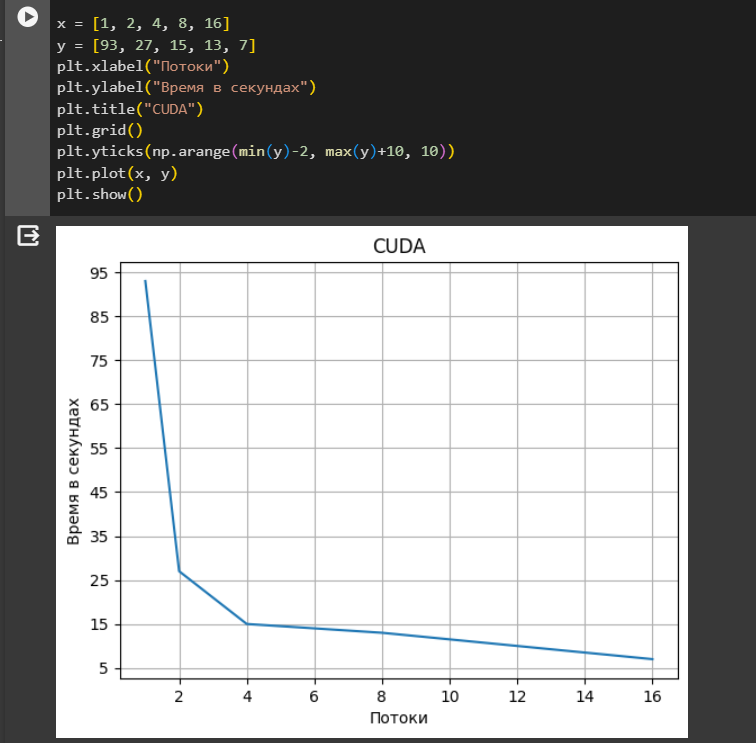 x = [1, 2, 4, 8, 16]
y = [93, 27, 15, 13, 7]
plt.xlabel("Потоки")
plt.ylabel("Время в секундах")
plt.title("CUDA")
plt.grid()
plt.yticks(np.arange(min(y)-2, max(y)+10, 10))
plt.plot(x, y)
plt.show()
CUDA
95
85
75
65
55
45
35
25
15
5
Время в секундах
2 4 6 8 10 12 14 16
Потоки